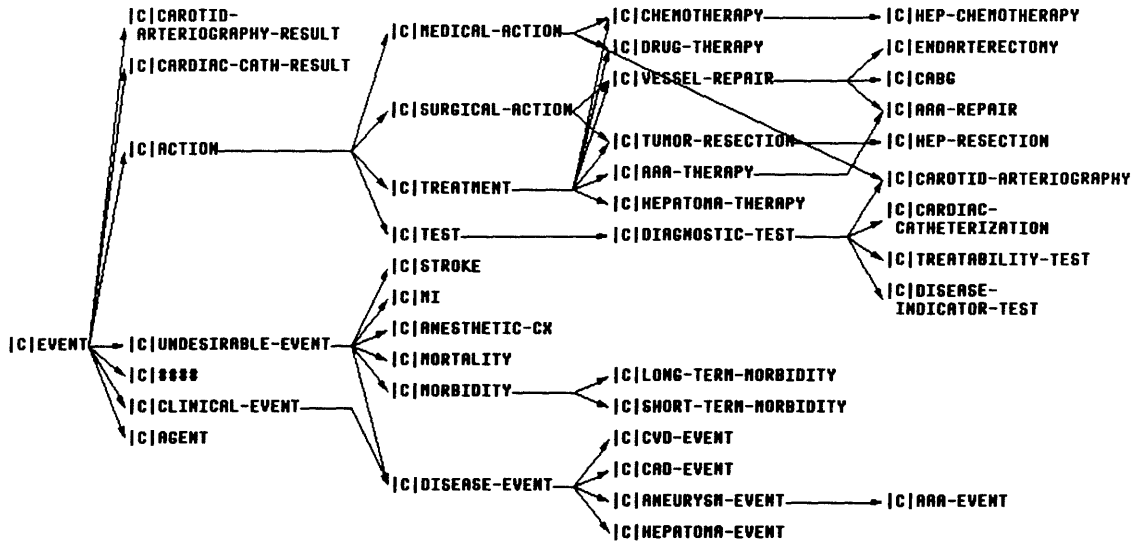 |C|CAROTID-
ARTERIOGRAPHY-RESULT
|C|CARDIAC-CATH-RESULT
|C|ACTION
|C|EVENT
|C|UNDESIRABLE-EVENT
|C|####
|C|CLINICAL-EVENT
|C|AGENT
|C|MEDICAL-ACTION
|C|SURGICAL-ACTION
|C|TREATMENT
|C|TEST
|C|STROKE
|C|MI
|C|ANESTHETIC-CX
|C|MORTALITY
|C|MORBIDITY
|C|DISEASE-EVENT
|C|CHEMOTHERAPY
|C|DRUG-THERAPY
|C|VESSEL-REPAIR
|C|TUMOR-RESECTION
|C|AAA-THERAPY
|C|HEPATOMA-THERAPY
|C|DIAGNOSTIC-TEST
|C|LONG-TERM-MORBIDITY
|C|SHORT-TERM-MORBIDITY
|C|CVD-EVENT
|C|CAD-EVENT
|C|ANEURYSM-EVENT
|C|HEPATOMA-EVENT
|C|HEP-CHEMOTHERAPY
|C|ENDARTERECTOMY
|C|CABG
|C|AAA-REPAIR
|C|HEP-RESECTION
|C|CAROTID-ARTERIOGRAPHY
|C|CARDIAC-
CATHETERIZATION
|C|TREATABILITY-TEST
|C|DISEASE-
INDICATOR-TEST
|C|AAA-EVENT